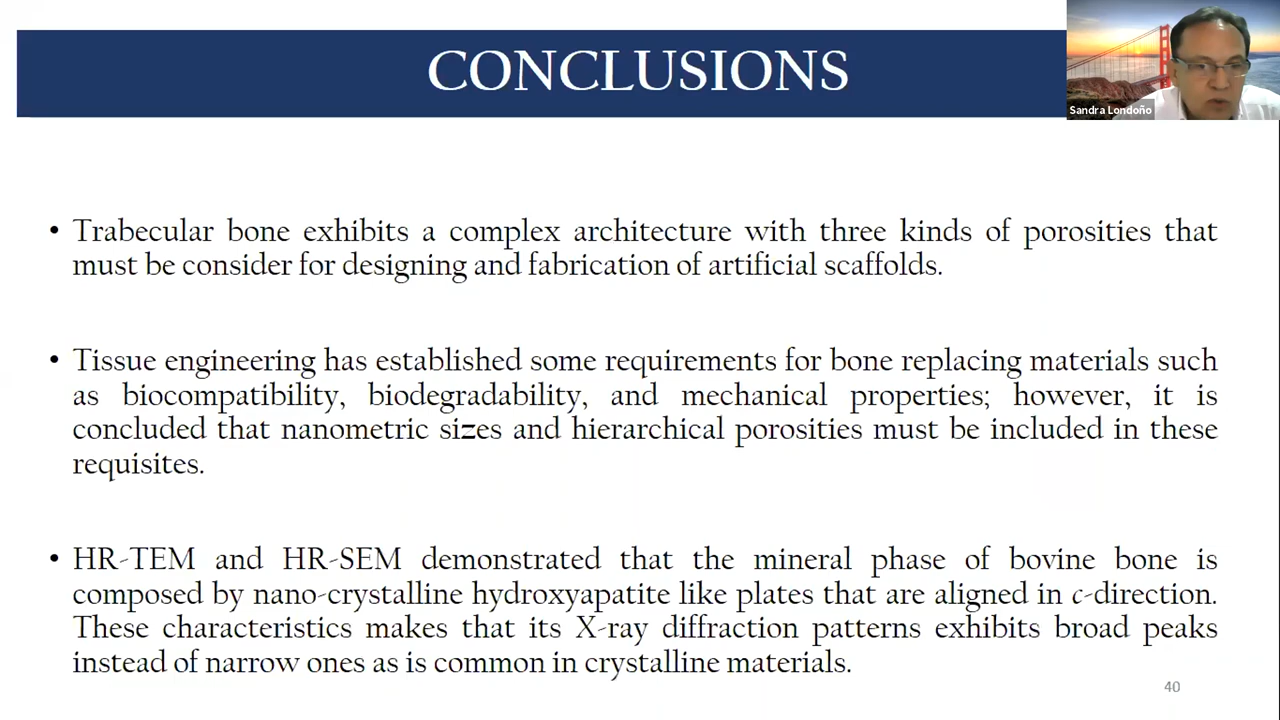 CONCLUSIONS
Sandra Londoño
• Trabecular bone exhibits a complex architecture with three kinds of porosities that
must be consider for designing and fabrication of artificial scaffolds.
• Tissue engineering has established some requirements for bone replacing materials such
as biocompatibility, biodegradability, and mechanical properties; however, it is
concluded that nanometric sizes and hierarchical porosities must be included in these
requisites.
• HR-TEM and HR-SEM demonstrated that the mineral phase of bovine bone is
composed by nano-crystalline hydroxyapatite like plates that are aligned in c-direction.
These characteristics makes that its X-ray diffraction patterns exhibits broad peaks
instead of narrow ones as is common in crystalline materials.
40